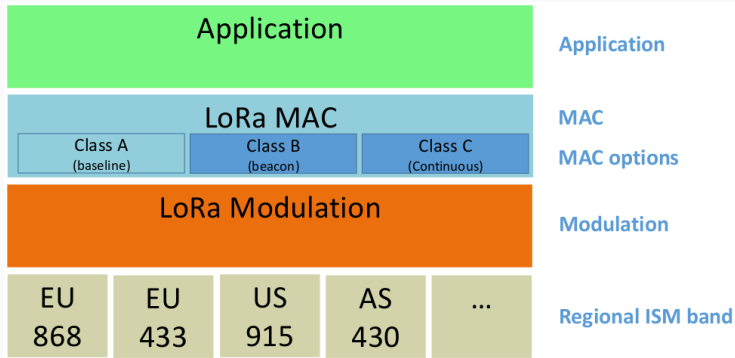 Application
Application
LoRa MAC
MAC
Class A
(baseline)
Class B
(beacon)
Class C
(Continuous)
MAC options
LoRa Modulation
Modulation
EU
868
EU
433
US
915
AS
430
...
Regional ISM band